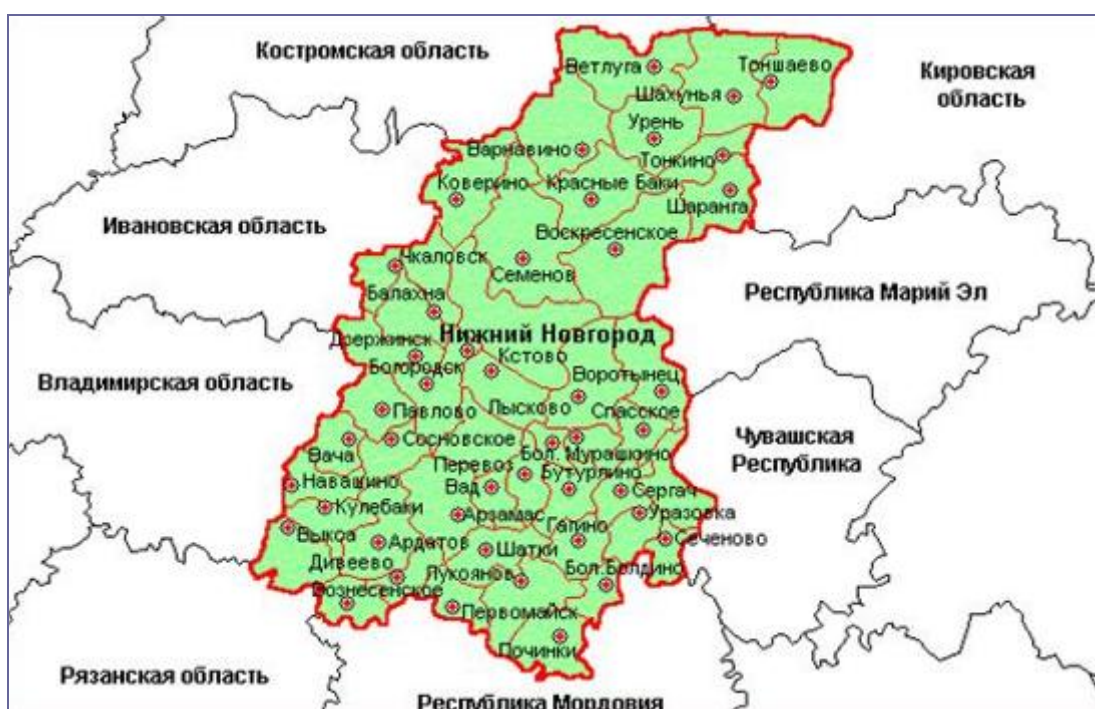 Костромская область
Кировская
область
Ветлуга
Тоншаево
Шахунья
Урень
Варнавино
Тонкино
Коверино
Красные Баки
Шаранга
Ивановская область
Воскресенское
Чкаловск
Семенов
Республика Марий Эл
Балахна
Нижний Новгород
Дзержинск
Кстово
Богородск
Владимирская область
Воротынец
Павлово
Лысково
Спасское
Чувашская
Республика
Сосновское
Вача
Бол. Мурашкино
Перевоз
Бутурлино
Навашино
Вад
Сергач
Кулебаки
Арзамас
Уразовка
Выкса
Гагино
Сеченово
Ардатов
Шатки
Дивеево
Лукоянов
Бол.Болдино
Вознесенское
Первомайск
Починки
Рязанская область
Республика Мордовия